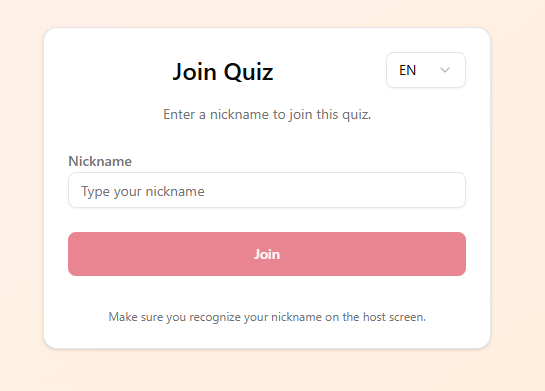 Join Quiz
EN
Enter a nickname to join this quiz.
Nickname
Type your nickname
Join
Make sure you recognize your nickname on the host screen.